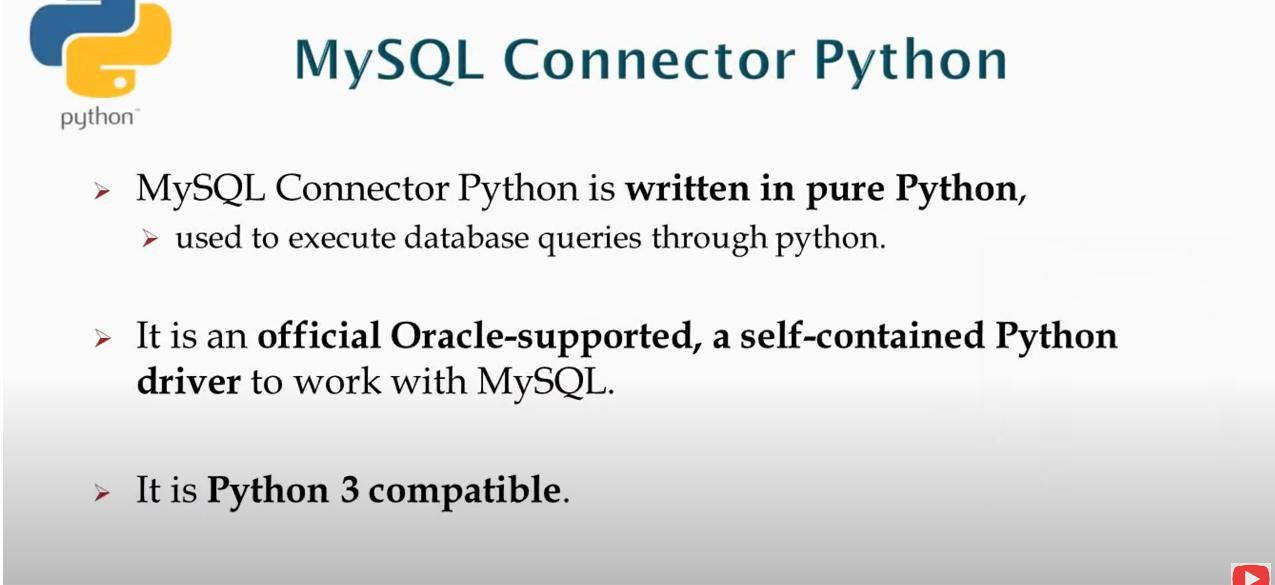 python™
MySQL Connector Python
➢ MySQL Connector Python is written in pure Python,
➢ used to execute database queries through python.
➢ It is an official Oracle-supported, a self-contained Python
driver to work with MySQL.
➢ It is Python 3 compatible.